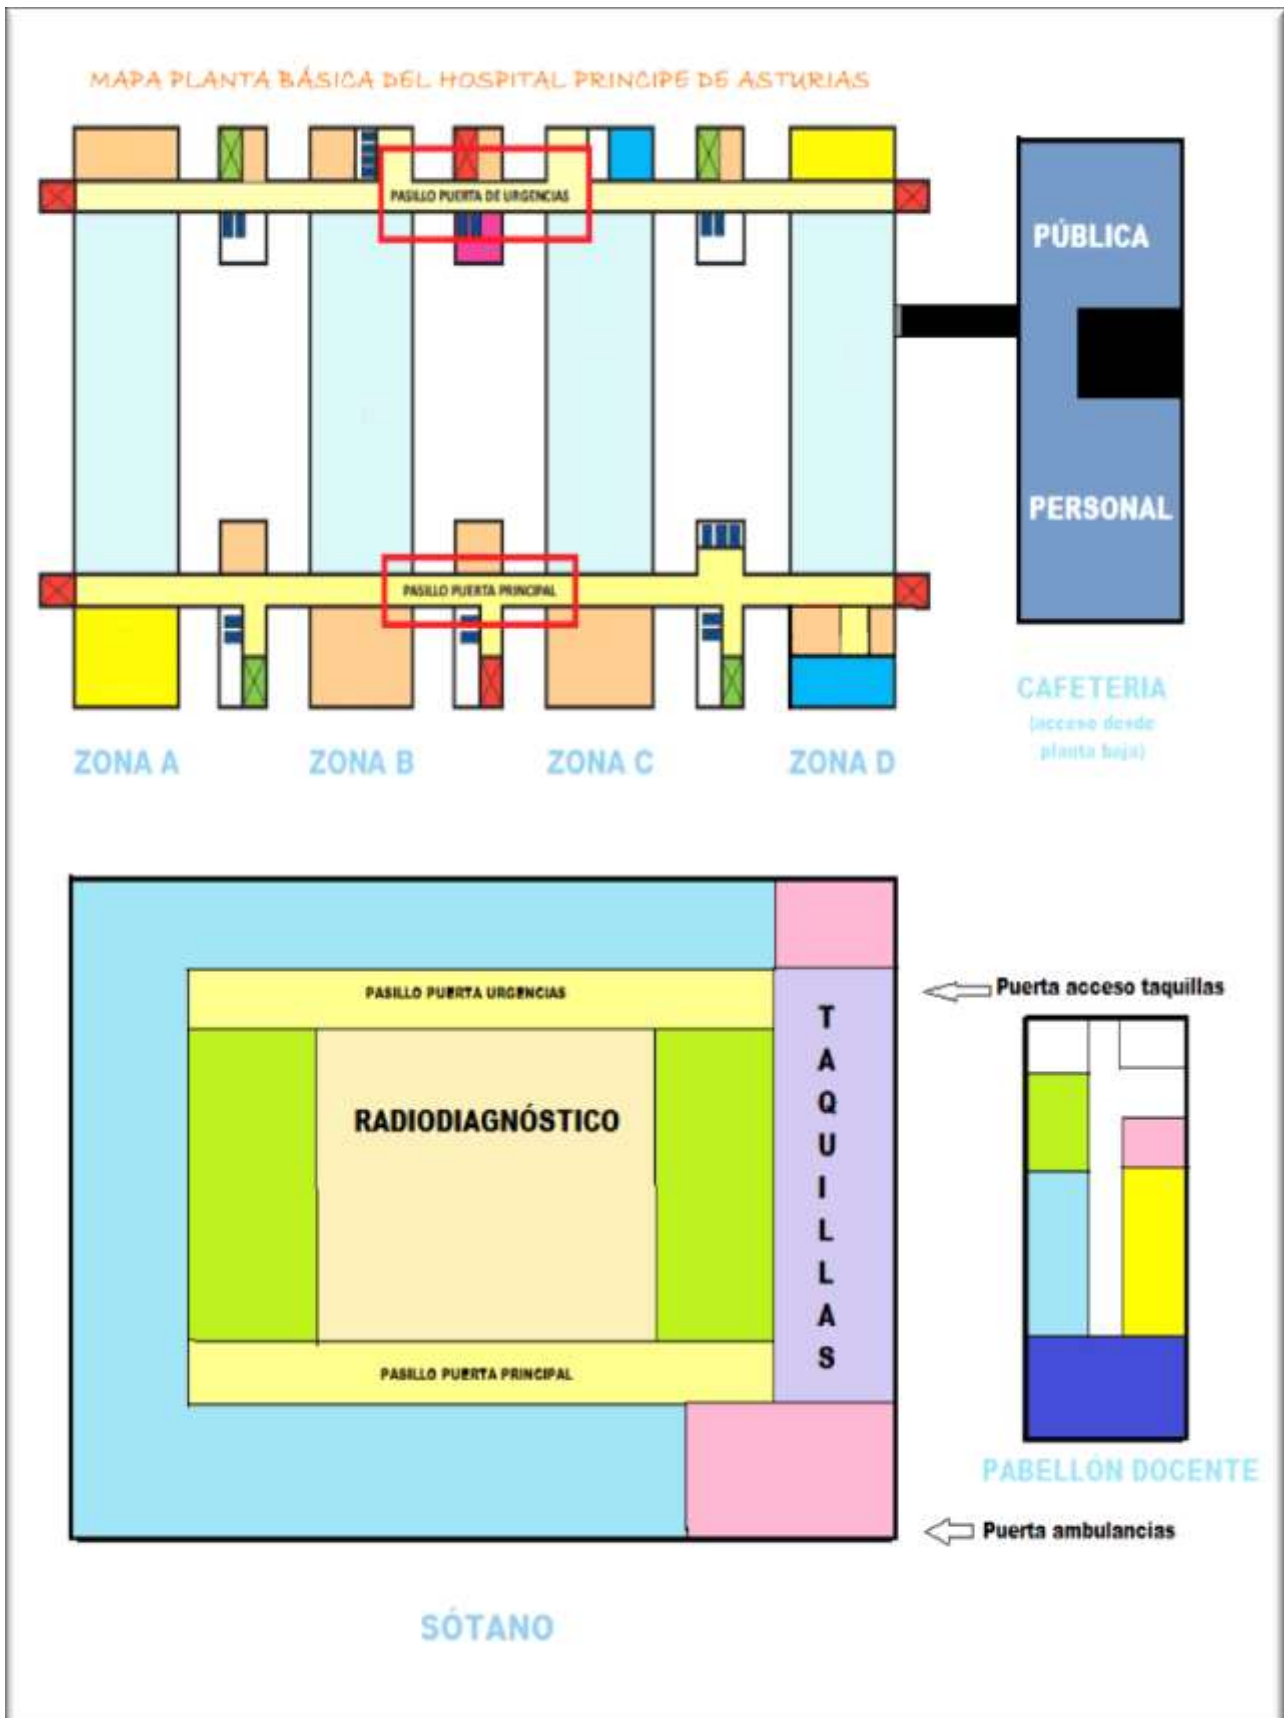 MAPA PLANTA BÁSICA DEL HOSPITAL PRINCIPE DE ASTURIAS
PASILLO PUERTA DE URGENCIAS
PÚBLICA
PERSONAL
PASILLO PUERTA PRINCIPAL
CAFETERIA
(acceso desde
planta baja)
ZONA A
ZONA B
ZONA C
ZONA D
PASILLO PUERTA URGENCIAS
Puerta acceso taquillas
RADIODIAGNÓSTICO
T
A
Q
U
I
L
L
A
S
PASILLO PUERTA PRINCIPAL
PABELLÓN DOCENTE
Puerta ambulancias
SÓTANO